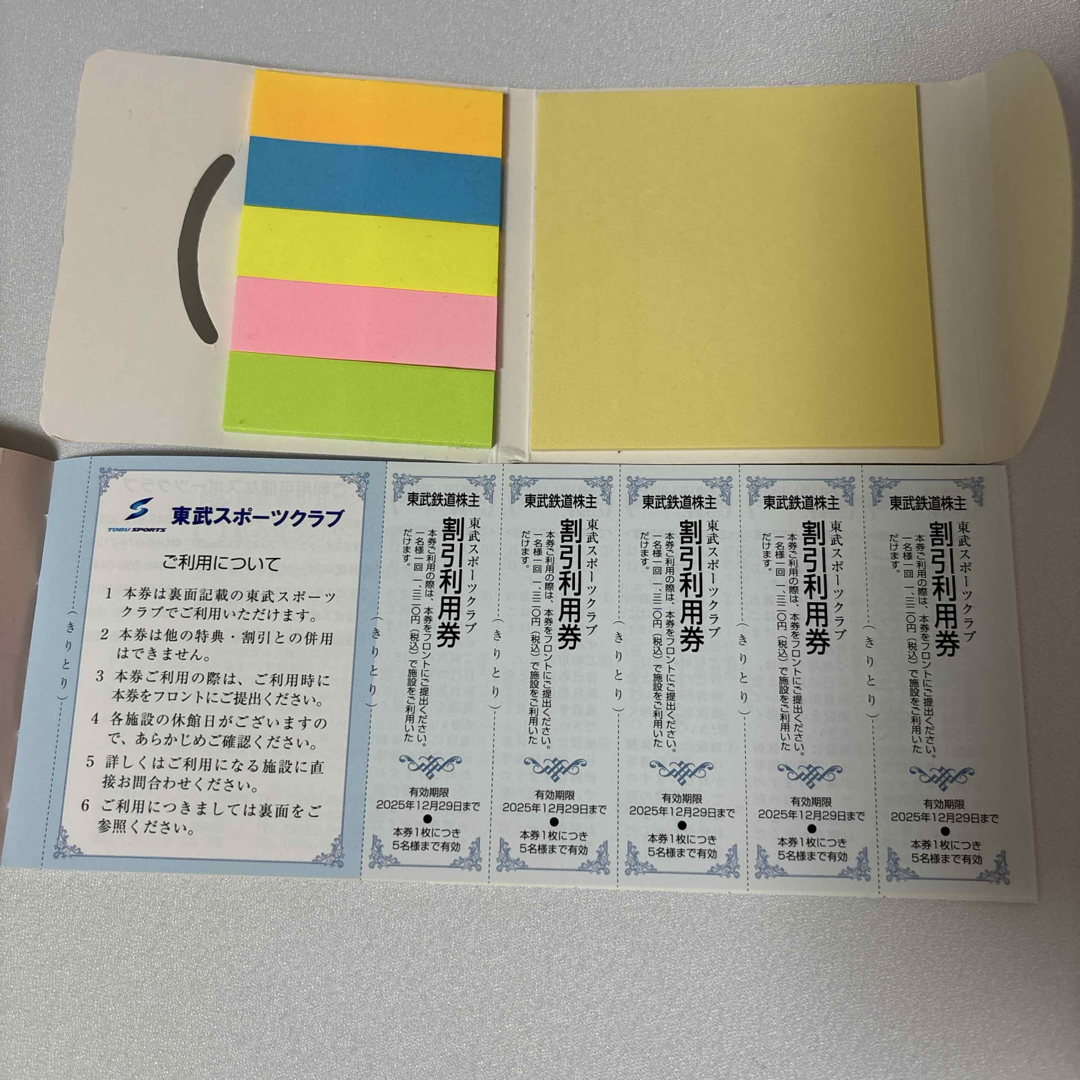 TOBU SPORTS
東武スポーツクラブ
ご利用について
1 本券は裏面記載の東武スポーツ
クラブでご利用いただけます。
2 本券は他の特典・割引との併用
はできません。
3 本券ご利用の際は、ご利用時に
本券をフロントにご提出ください。
4 各施設の休館日がございますの
で、あらかじめご確認ください。
5 詳しくはご利用になる施設に直
接お問合わせください。
6 ご利用につきましては裏面をご
参照ください。
(きりとり)
東武鉄道株主
東武スポーツクラブ
割引利用券
本券ご利用の際は、本券をフロントにご提出ください。
一名様一回 一、三二〇円(税込)で施設をご利用いた
だけます。
有効期限
2025年12月29日まで
●
本券1枚につき
5名様まで有効
(きりとり)
東武鉄道株主
東武スポーツクラブ
割引利用券
本券ご利用の際は、本券をフロントにご提出ください。
一名様一回 一、三二〇円(税込)で施設をご利用いた
だけます。
有効期限
2025年12月29日まで
●
本券1枚につき
5名様まで有効
(きりとり)
東武鉄道株主
東武スポーツクラブ
割引利用券
本券ご利用の際は、本券をフロントにご提出ください。
一名様一回 一、三二〇円(税込)で施設をご利用いた
だけます。
有効期限
2025年12月29日まで
●
本券1枚につき
5名様まで有効
(きりとり)
東武鉄道株主
東武スポーツクラブ
割引利用券
本券ご利用の際は、本券をフロントにご提出ください。
一名様一回 一、三二〇円(税込)で施設をご利用いた
だけます。
有効期限
2025年12月29日まで
●
本券1枚につき
5名様まで有効
(きりとり)
東武鉄道株主
東武スポーツクラブ
割引利用券
本券ご利用の際は、本券をフロントにご提出ください。
一名様一回 一、三二〇円(税込)で施設をご利用いた
だけます。
有効期限
2025年12月29日まで
●
本券1枚につき
5名様まで有効
(きりとり)